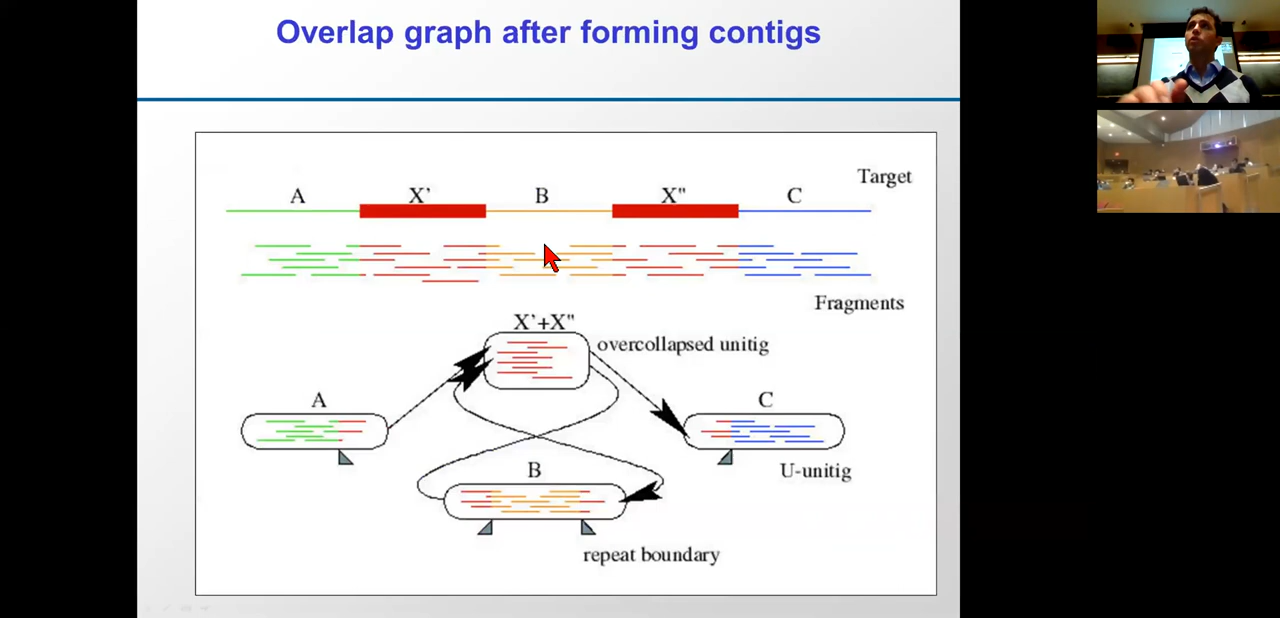 Overlap graph after forming contigs
Target
A X' B X" C
Fragments
X'+X"
overcollapsed unitig
A
C
B
U-unitig
repeat boundary